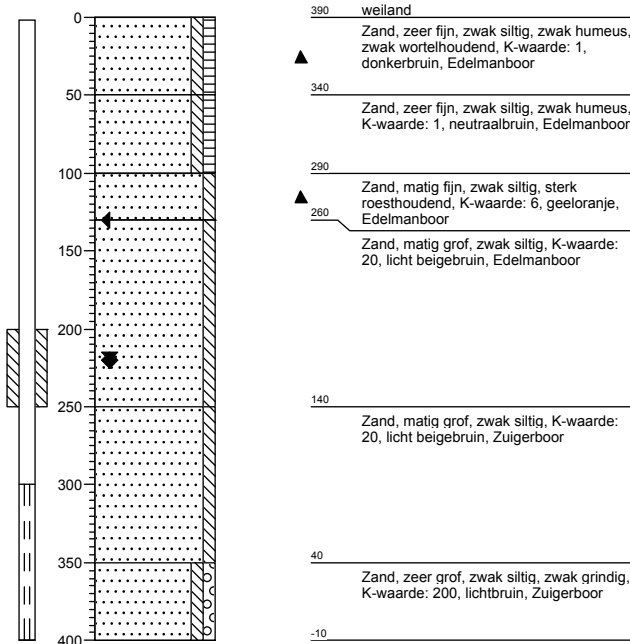 0
50
100
150
200
250
300
350
400
390 weiland
Zand, zeer fijn, zwak siltig, zwak humeus,
zwak wortelhoudend, K-waarde: 1,
donkerbruin, Edelmanboor
340
Zand, zeer fijn, zwak siltig, zwak humeus,
K-waarde: 1, neutraalbruin, Edelmanboor
290
Zand, matig fijn, zwak siltig, sterk
roesthoudend, K-waarde: 6, geeloranje,
Edelmanboor
260
Zand, matig grof, zwak siltig, K-waarde:
20, licht beigebruin, Edelmanboor
140
Zand, matig grof, zwak siltig, K-waarde:
20, licht beigebruin, Zuigerboor
40
Zand, zeer grof, zwak siltig, zwak grindig,
K-waarde: 200, lichtbruin, Zuigerboor
-10